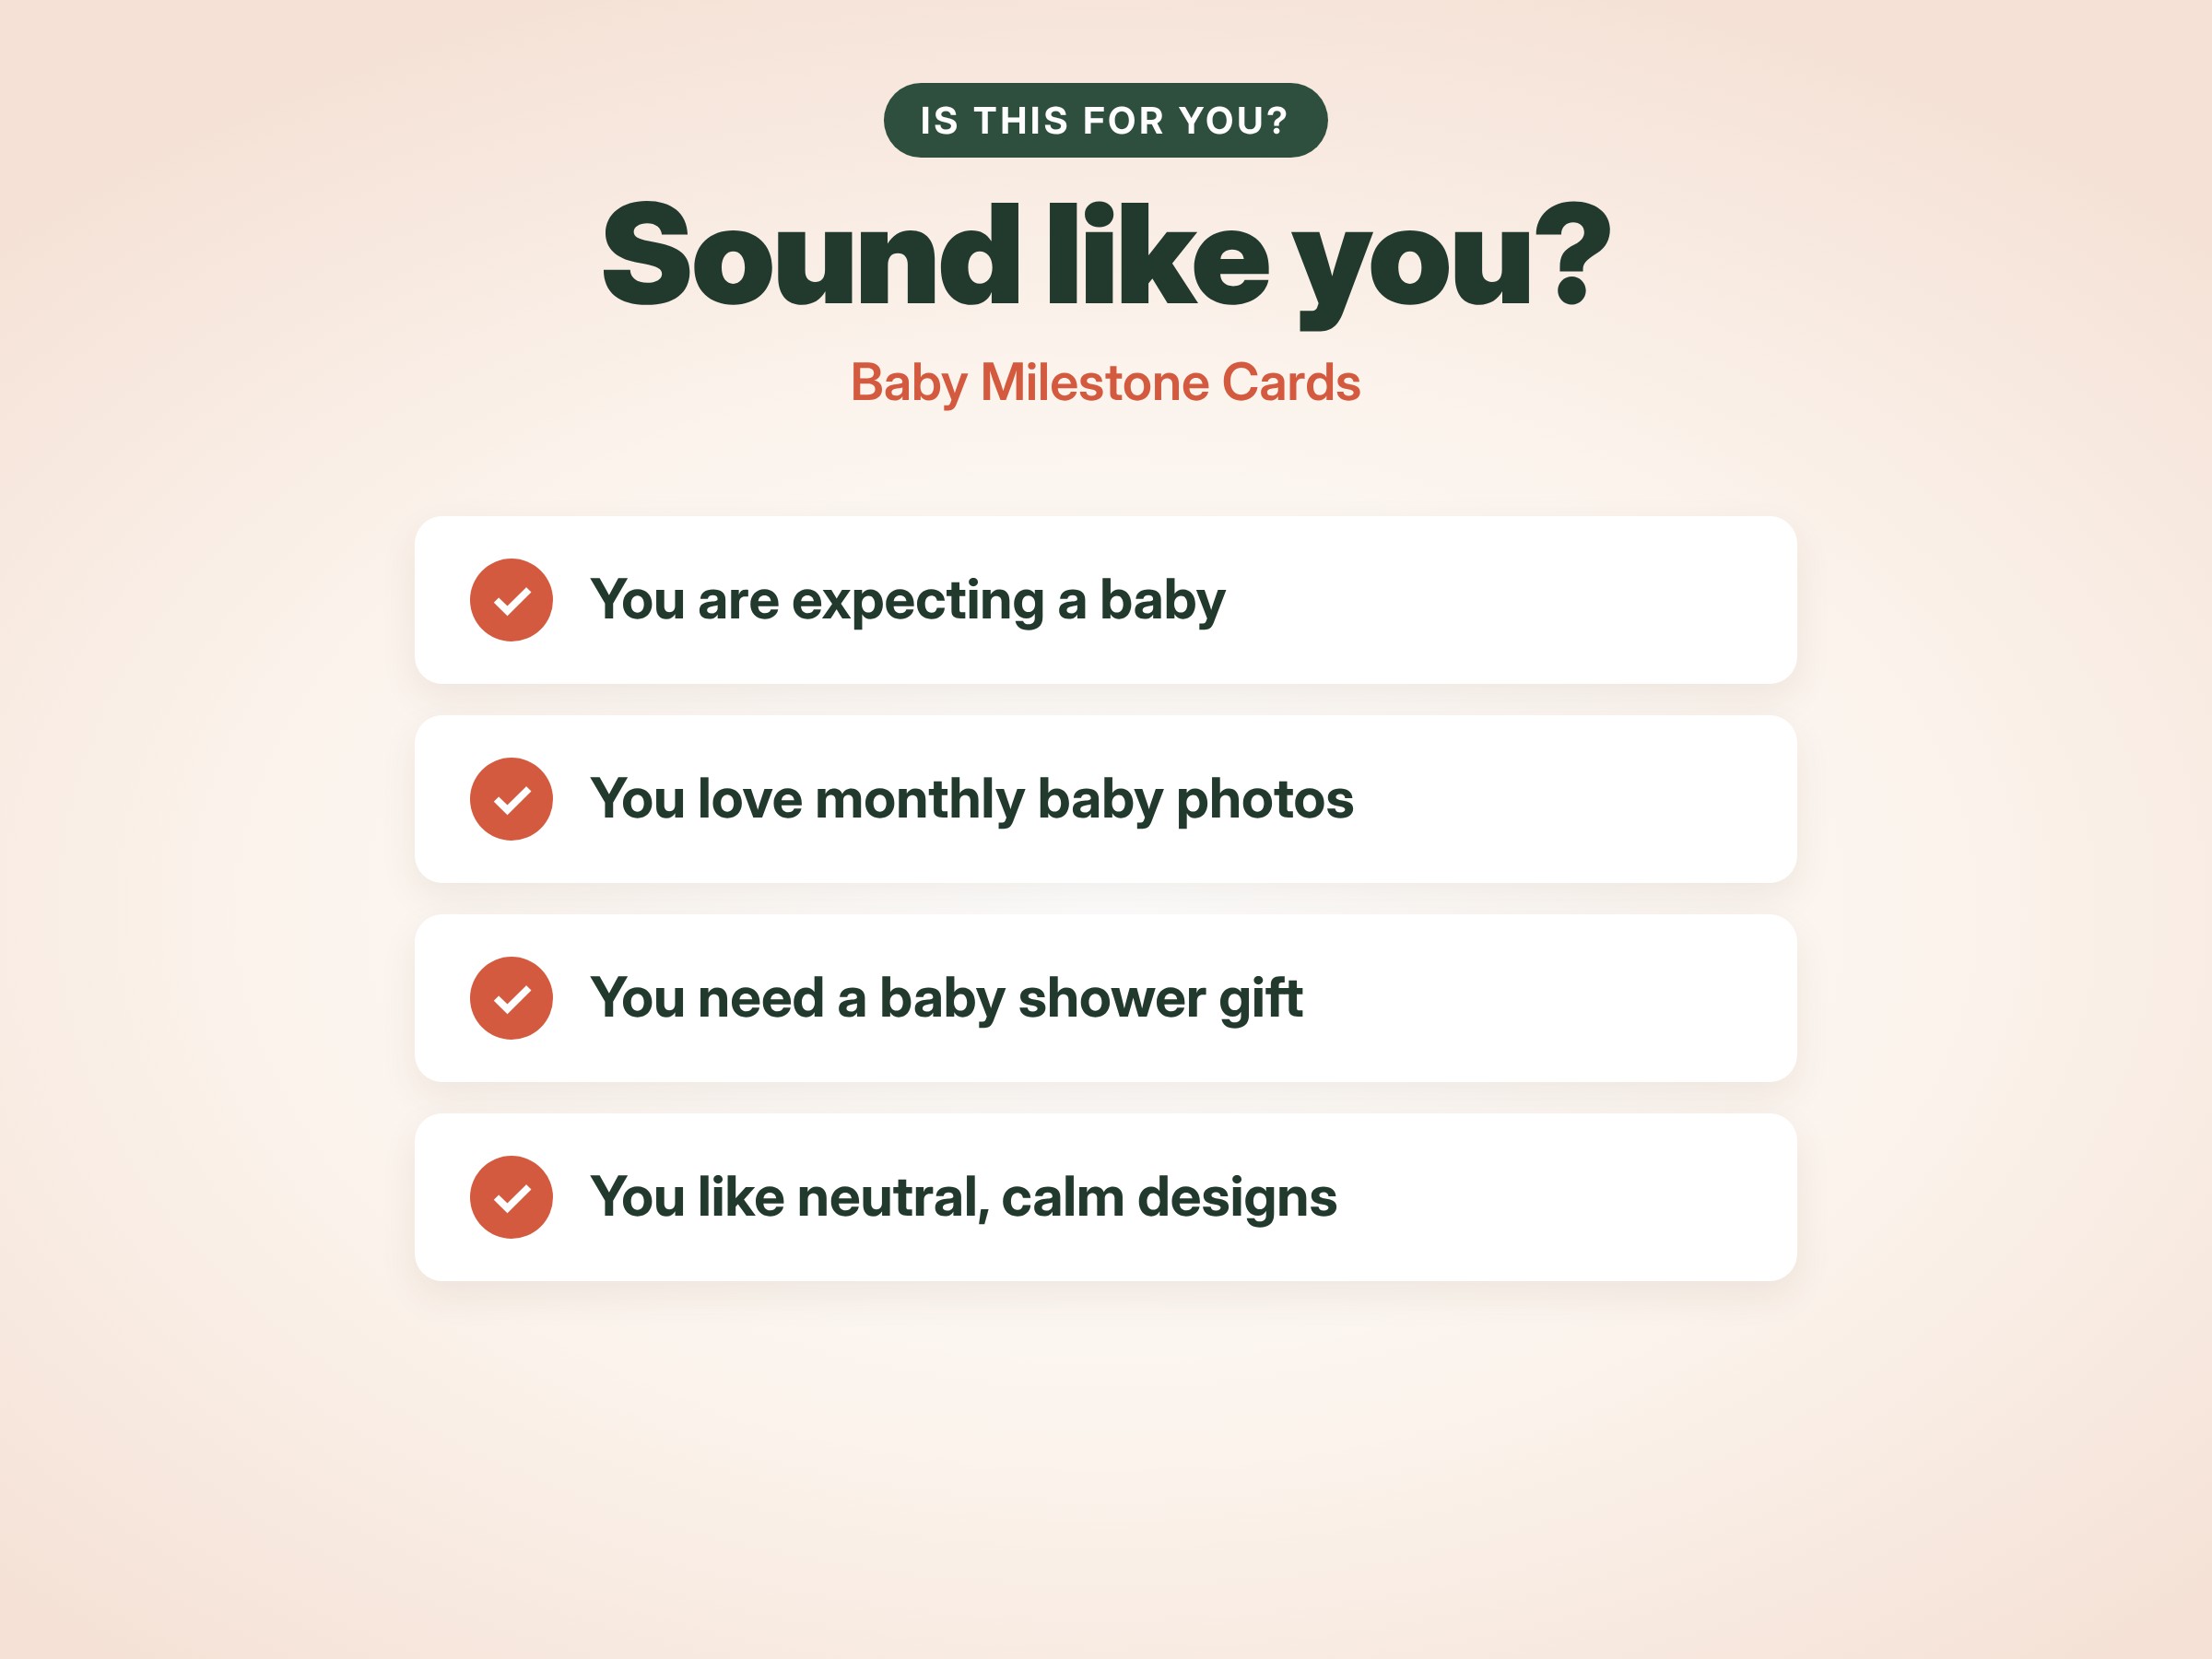 IS THIS FOR YOU?
Sound like you?
Baby Milestone Cards
You are expecting a baby
You love monthly baby photos
You need a baby shower gift
You like neutral, calm designs